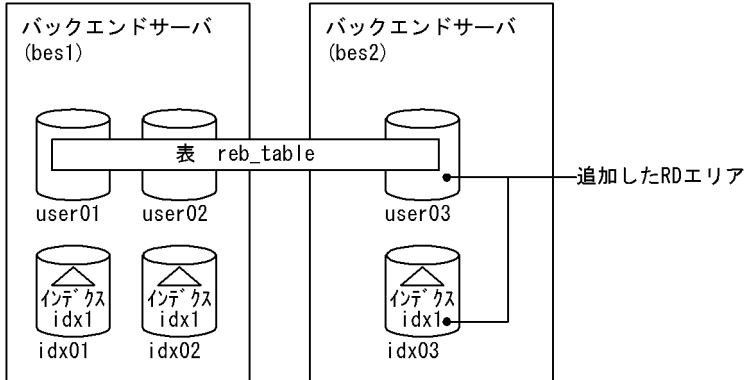 バックエンドサーバ
(bes1)
バックエンドサーバ
(bes2)
表 reb_table
追加したRDエリア
user01
user02
user03
インデクス
idx1
インデクス
idx1
インデクス
idx1
idx01
idx02
idx03